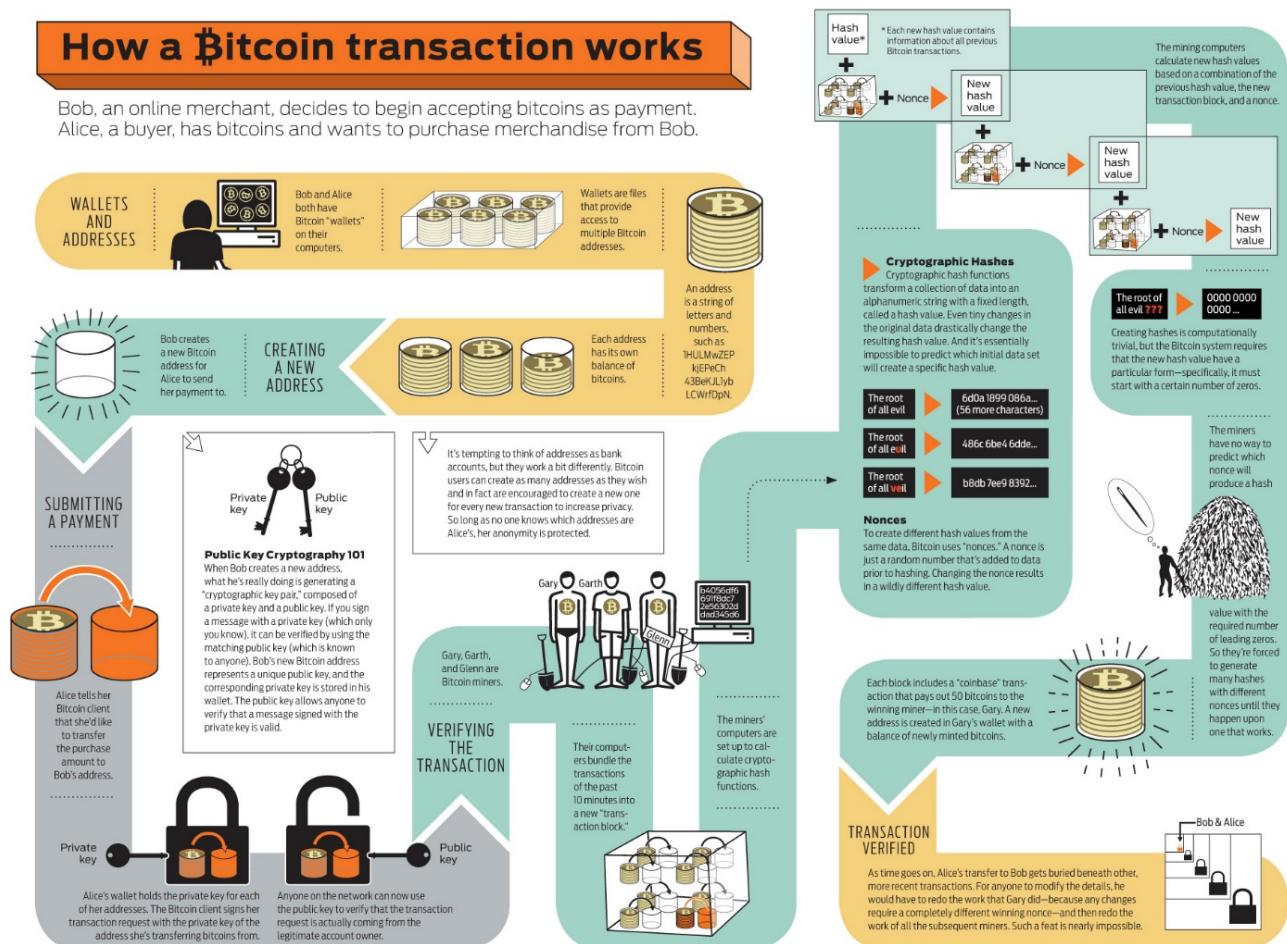 How a Bitcoin transaction works
Bob, an online merchant, decides to begin accepting bitcoins as payment.
Alice, a buyer, has bitcoins and wants to purchase merchandise from Bob.
WALLETS
AND
ADDRESSES
Bob and Alice
both have
Bitcoin “wallets”
on their
computers.
Wallets are files
that provide
access to
multiple Bitcoin
addresses.
An address
is a string of
letters and
numbers,
such as
1HULMwZEP
kjEPeCh
43BeKJL1yb
LCWrfDpN.
Each address
has its own
balance of
bitcoins.
CREATING
A NEW
ADDRESS
Bob creates
a new Bitcoin
address for
Alice to send
her payment to.
SUBMITTING
A PAYMENT
Private
key
Public
key
Public Key Cryptography 101
When Bob creates a new address,
what he’s really doing is generating a
“cryptographic key pair,” composed of
a private key and a public key. If you sign
a message with a private key (which only
you know), it can be verified by using the
matching public key (which is known
to anyone). Bob’s new Bitcoin address
represents a unique public key, and the
corresponding private key is stored in his
wallet. The public key allows anyone to
verify that a message signed with the
private key is valid.
It’s tempting to think of addresses as bank
accounts, but they work a bit differently. Bitcoin
users can create as many addresses as they wish
and in fact are encouraged to create a new one
for every new transaction to increase privacy.
So long as no one knows which addresses are
Alice’s, her anonymity is protected.
Alice tells her
Bitcoin client
that she’d like
to transfer
the purchase
amount to
Bob’s address.
Private
key
Public
key
Alice’s wallet holds the private key for each
of her addresses. The Bitcoin client signs her
transaction request with the private key of the
address she’s transferring bitcoins from.
Anyone on the network can now use
the public key to verify that the transaction
request is actually coming from the
legitimate account owner.
VERIFYING
THE
TRANSACTION
Gary, Garth,
and Glenn are
Bitcoin miners.
Gary
Garth
Glenn
b4056df6
691f8dc7
2e56302d
dad345d6
Their comput-
ers bundle the
transactions
of the past
10 minutes into
a new “trans-
action block.”
The miners’
computers are
set up to cal-
culate crypto-
graphic hash
functions.
Hash
value*
* Each new hash value contains
information about all previous
Bitcoin transactions.
+
+ Nonce
New
hash
value
+
+ Nonce
New
hash
value
+
+ Nonce
New
hash
value
The mining computers
calculate new hash values
based on a combination of the
previous hash value, the new
transaction block, and a nonce.
Cryptographic Hashes
Cryptographic hash functions
transform a collection of data into an
alphanumeric string with a fixed length,
called a hash value. Even tiny changes in
the original data drastically change the
resulting hash value. And it’s essentially
impossible to predict which initial data set
will create a specific hash value.
The root
of all evil
6d0a 1899 086a...
(56 more characters)
The root
of all euil
486c 6be4 6dde...
The root
of all veil
b8db 7ee9 8392...
Nonces
To create different hash values from the
same data, Bitcoin uses “nonces.” A nonce is
just a random number that’s added to data
prior to hashing. Changing the nonce results
in a wildly different hash value.
The root of
all evil ???
0000 0000
0000 ...
Creating hashes is computationally
trivial, but the Bitcoin system requires
that the new hash value have a
particular form—specifically, it must
start with a certain number of zeros.
The miners
have no way to
predict which
nonce will
produce a hash
value with the
required number
of leading zeros.
So they’re forced
to generate
many hashes
with different
nonces until they
happen upon
one that works.
Each block includes a “coinbase” trans-
action that pays out 50 bitcoins to the
winning miner—in this case, Gary. A new
address is created in Gary’s wallet with a
balance of newly minted bitcoins.
TRANSACTION
VERIFIED
Bob & Alice
As time goes on, Alice’s transfer to Bob gets buried beneath other,
more recent transactions. For anyone to modify the details, he
would have to redo the work that Gary did—because any changes
require a completely different winning nonce—and then redo the
work of all the subsequent miners. Such a feat is nearly impossible.